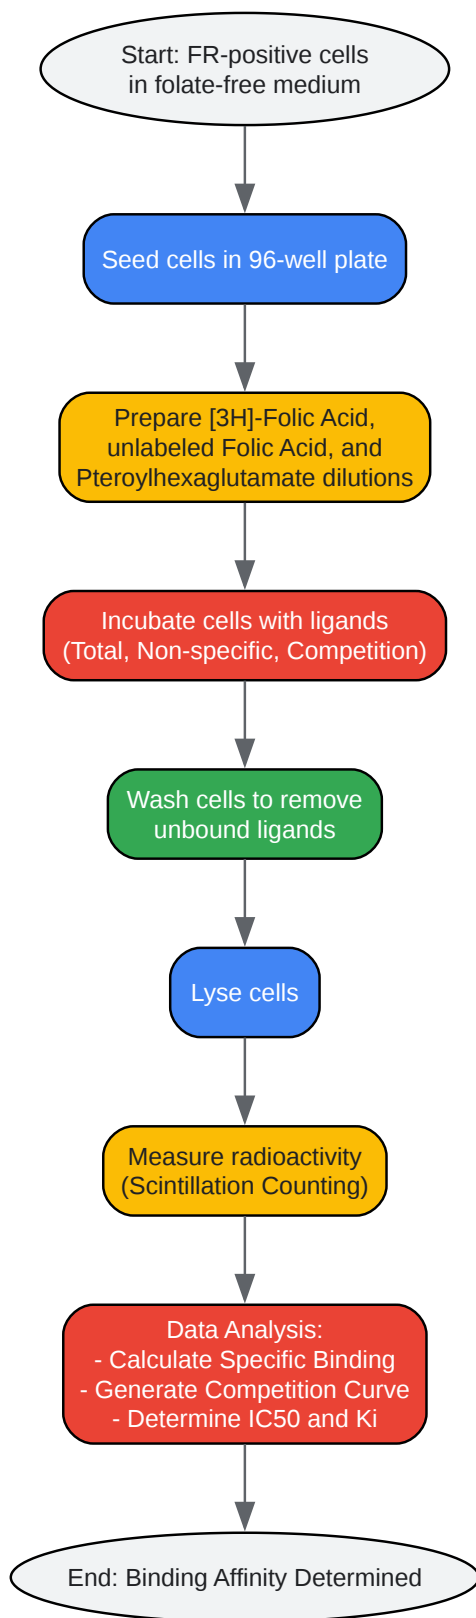 Start: FR-positive cells
in folate-free medium
Seed cells in 96-well plate
Prepare [3H]-Folic Acid,
unlabeled Folic Acid, and
Pteroylhexaglutamate dilutions
Incubate cells with ligands
(Total, Non-specific, Competition)
Wash cells to remove
unbound ligands
Lyse cells
Measure radioactivity
(Scintillation Counting)
Data Analysis:
- Calculate Specific Binding
- Generate Competition Curve
- Determine IC50 and Ki
End: Binding Affinity Determined